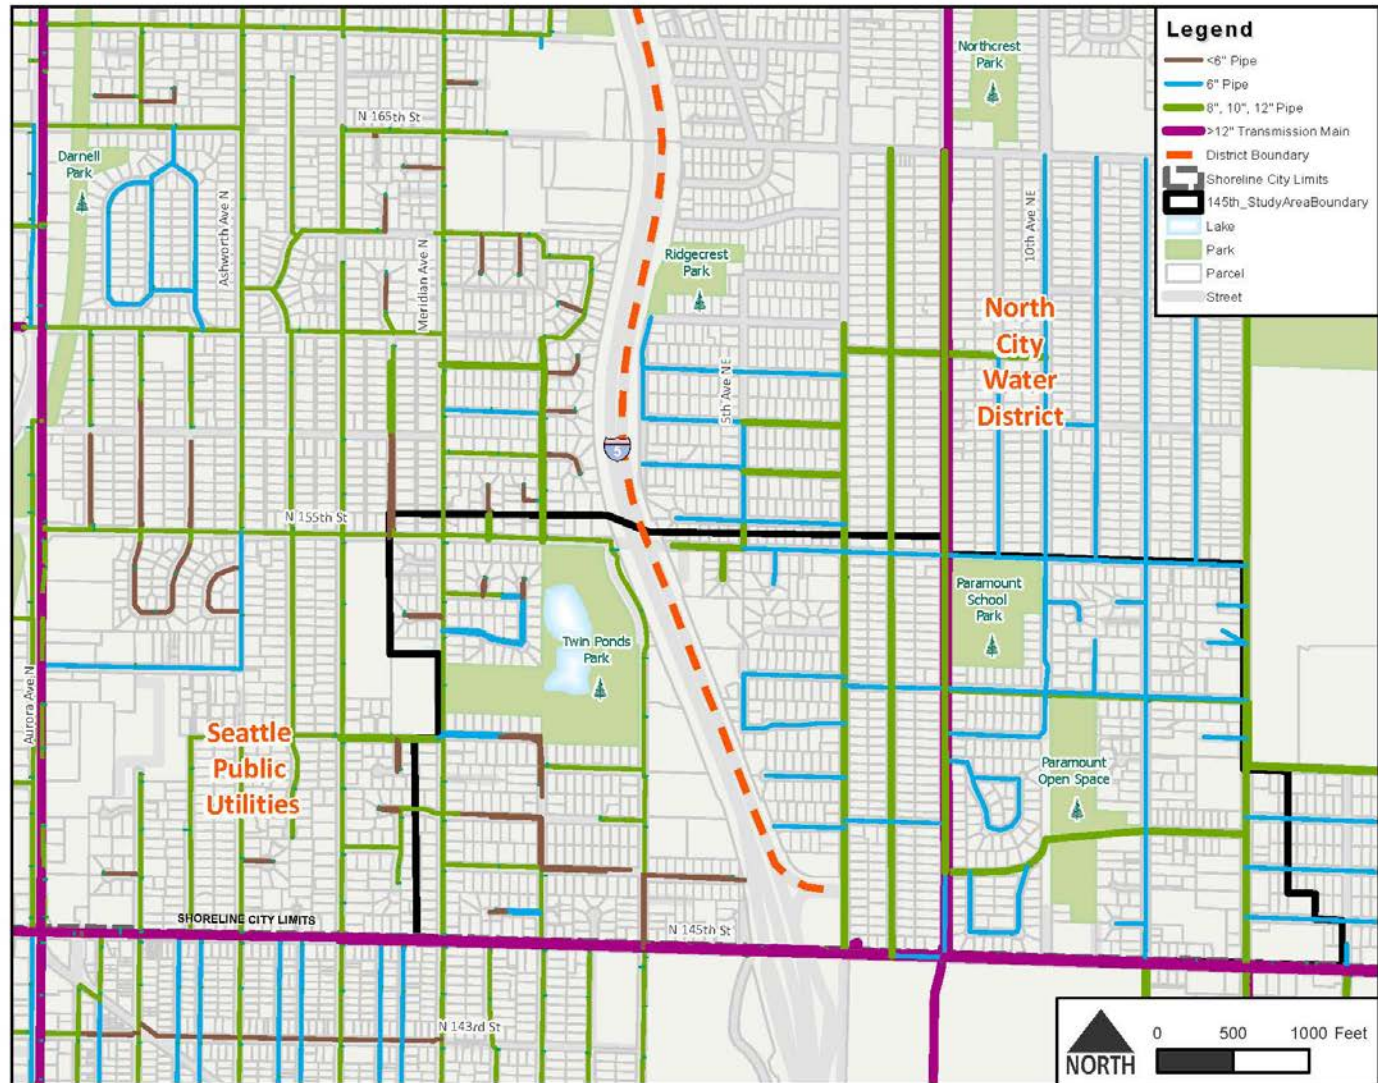 Legend
<6" Pipe
6" Pipe
8", 10", 12" Pipe
>12" Transmission Main
District Boundary
Shoreline City Limits
145th_StudyAreaBoundary
Lake
Park
Parcel
Street
Northcrest
Park
N 165th St
Darnell
Park
Ashworth Ave N
Meridian Ave N
10th Ave NE
Ridgecrest
Park
North
City
Water
District
5th Ave NE
5
N 155th St
Paramount
School
Park
Twin Ponds
Park
Aurora Ave N
Seattle
Public
Utilities
Paramount
Open Space
SHORELINE CITY LIMITS
N 145th St
N 143rd St
NORTH
0 500 1000 Feet